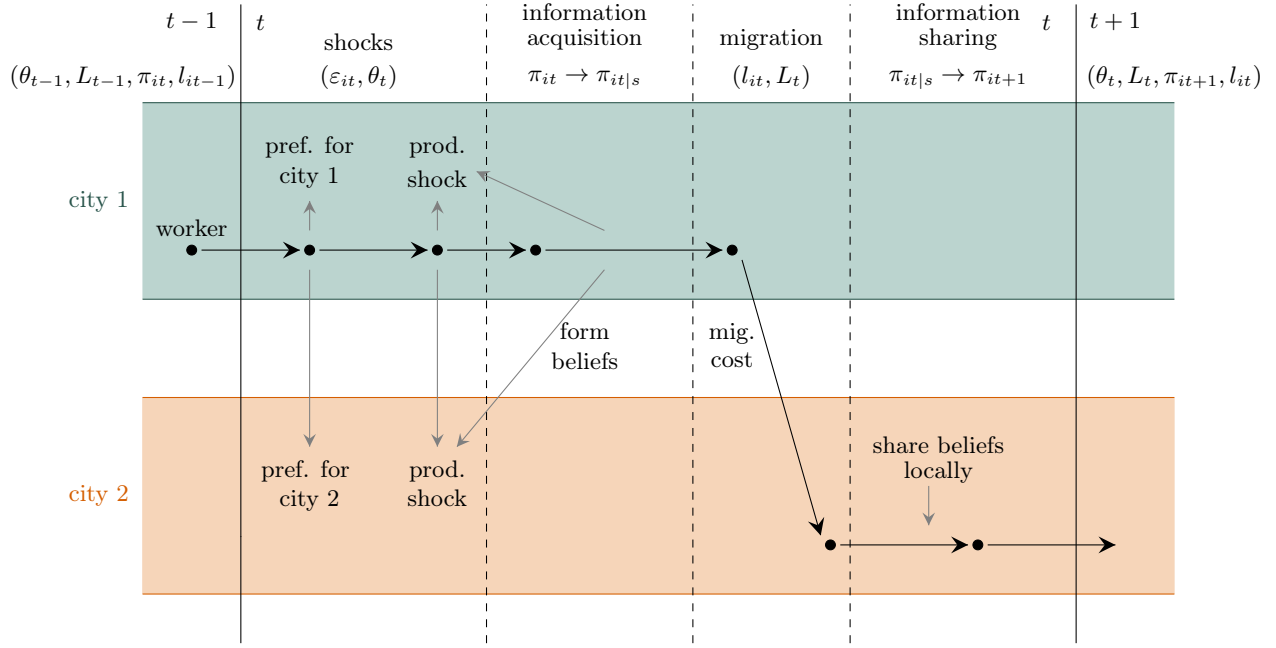 t − 1
t
shocks
(ε_{it}, θ_t)
information
acquisition
π_{it} → π_{it|s}
migration
(l_{it}, L_t)
information
sharing
π_{it|s} → π_{it+1}
t
t + 1
(θ_{t−1}, L_{t−1}, π_{it}, l_{it−1})
(θ_t, L_t, π_{it+1}, l_{it})
city 1
worker
pref. for
city 1
prod.
shock
form
beliefs
mig.
cost
city 2
pref. for
city 2
prod.
shock
share beliefs
locally